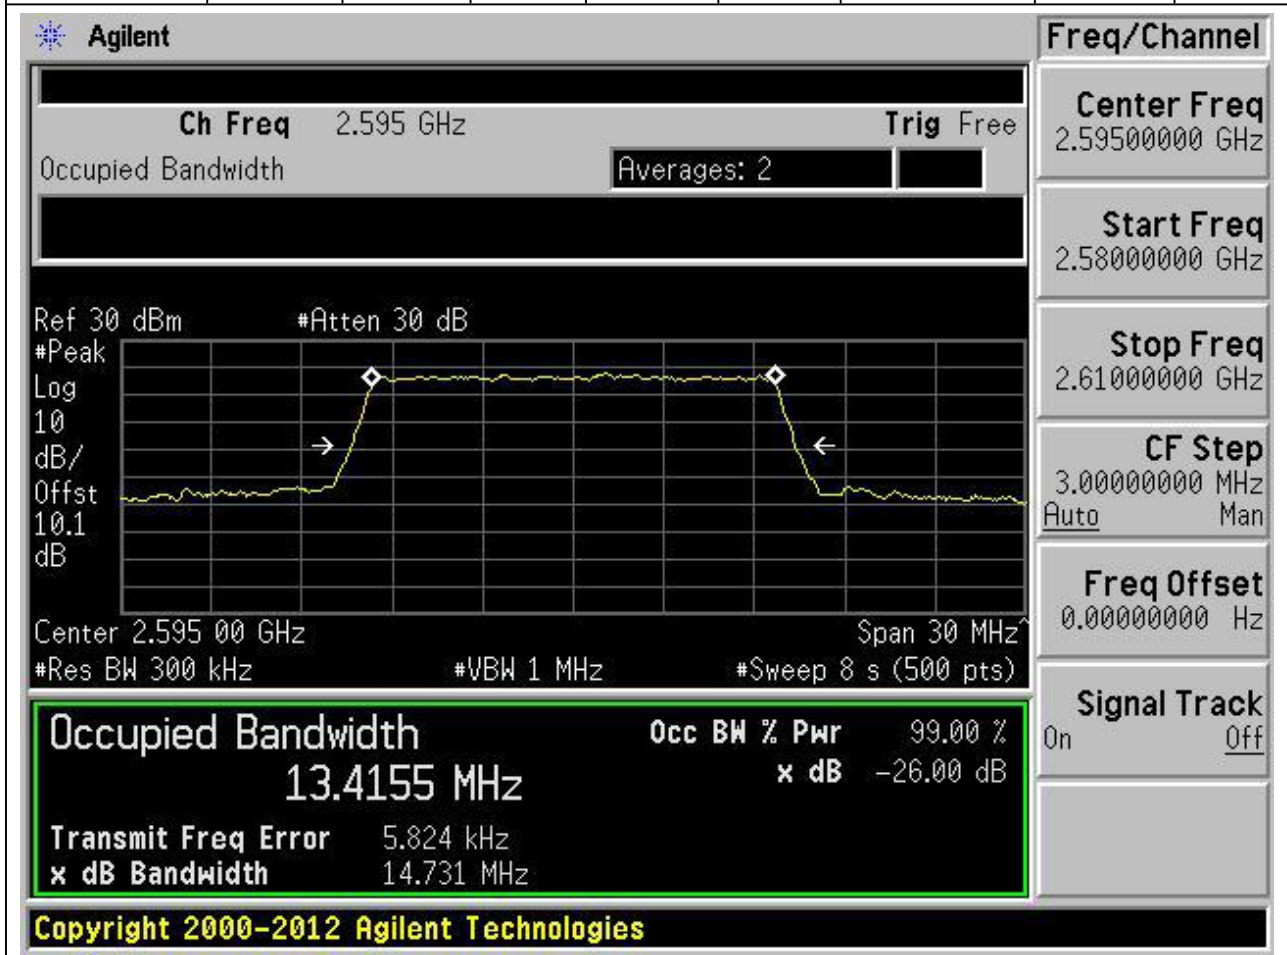 Agilent
Freq/Channel
Ch Freq 2.595 GHz Trig Free
Occupied Bandwidth Averages: 2
Center Freq
2.59500000 GHz
Start Freq
2.58000000 GHz
Stop Freq
2.61000000 GHz
CF Step
3.00000000 MHz
Auto Man
Freq Offset
0.00000000 Hz
Signal Track
On Off
Ref 30 dBm #Atten 30 dB
#Peak
Log
10
dB/
Offst
10.1
dB
Center 2.595 00 GHz Span 30 MHz^
#Res BW 300 kHz #VBW 1 MHz #Sweep 8 s (500 pts)
Occupied Bandwidth
13.4155 MHz
Occ BW % Pwr 99.00 %
x dB -26.00 dB
Transmit Freq Error 5.824 kHz
x dB Bandwidth 14.731 MHz
Copyright 2000-2012 Agilent Technologies